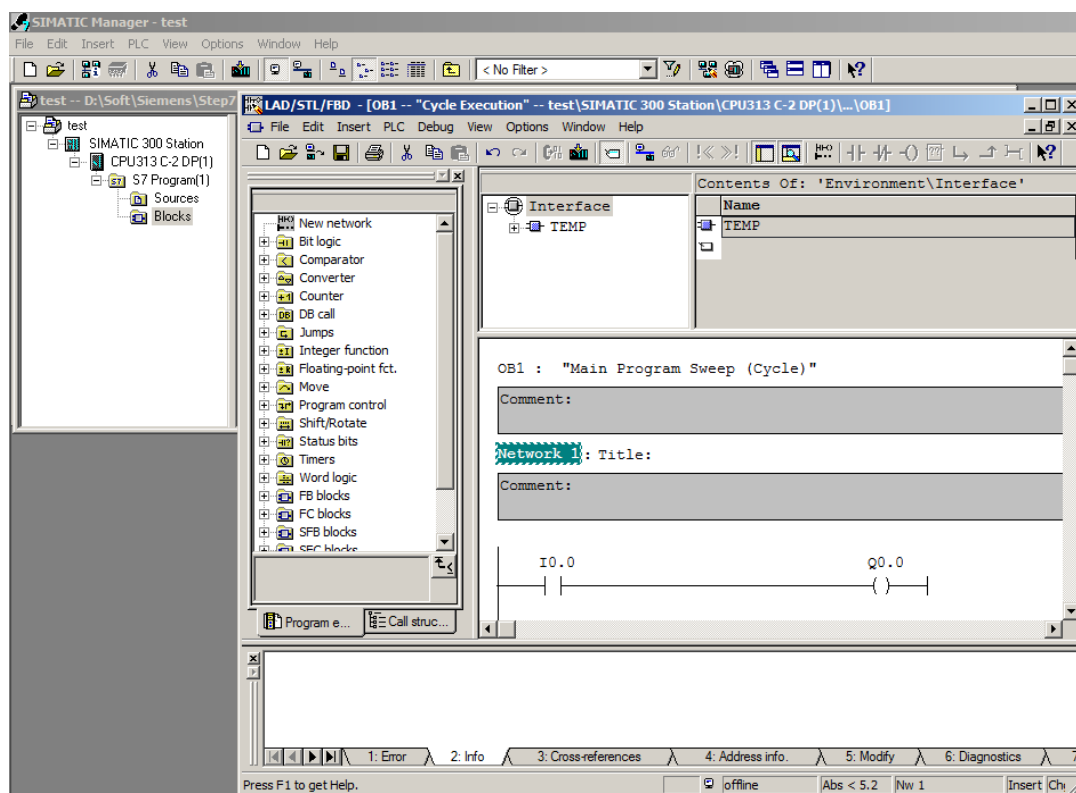 SIMATIC Manager - test
File Edit Insert PLC View Options Window Help
< No Filter >
test -- D:\Soft\Siemens\Step7
test
SIMATIC 300 Station
CPU313 C-2 DP(1)
S7 Program(1)
Sources
Blocks
LAD/STL/FBD - [OB1 -- "Cycle Execution" -- test\SIMATIC 300 Station\CPU313 C-2 DP(1)\...\OB1]
File Edit Insert PLC Debug View Options Window Help
New network
Bit logic
Comparator
Converter
Counter
DB call
Jumps
Integer function
Floating-point fct.
Move
Program control
Shift/Rotate
Status bits
Timers
Word logic
FB blocks
FC blocks
SFB blocks
SFC blocks
Program e...
Call struc...
Interface
TEMP
Contents Of: 'Environment\Interface'
Name
TEMP
OB1 : "Main Program Sweep (Cycle)"
Comment:
Network 1: Title:
Comment:
I0.0 Q0.0
1: Error 2: Info 3: Cross-references 4: Address info. 5: Modify 6: Diagnostics 7
Press F1 to get Help. offline Abs < 5.2 Nw 1 Insert Ch